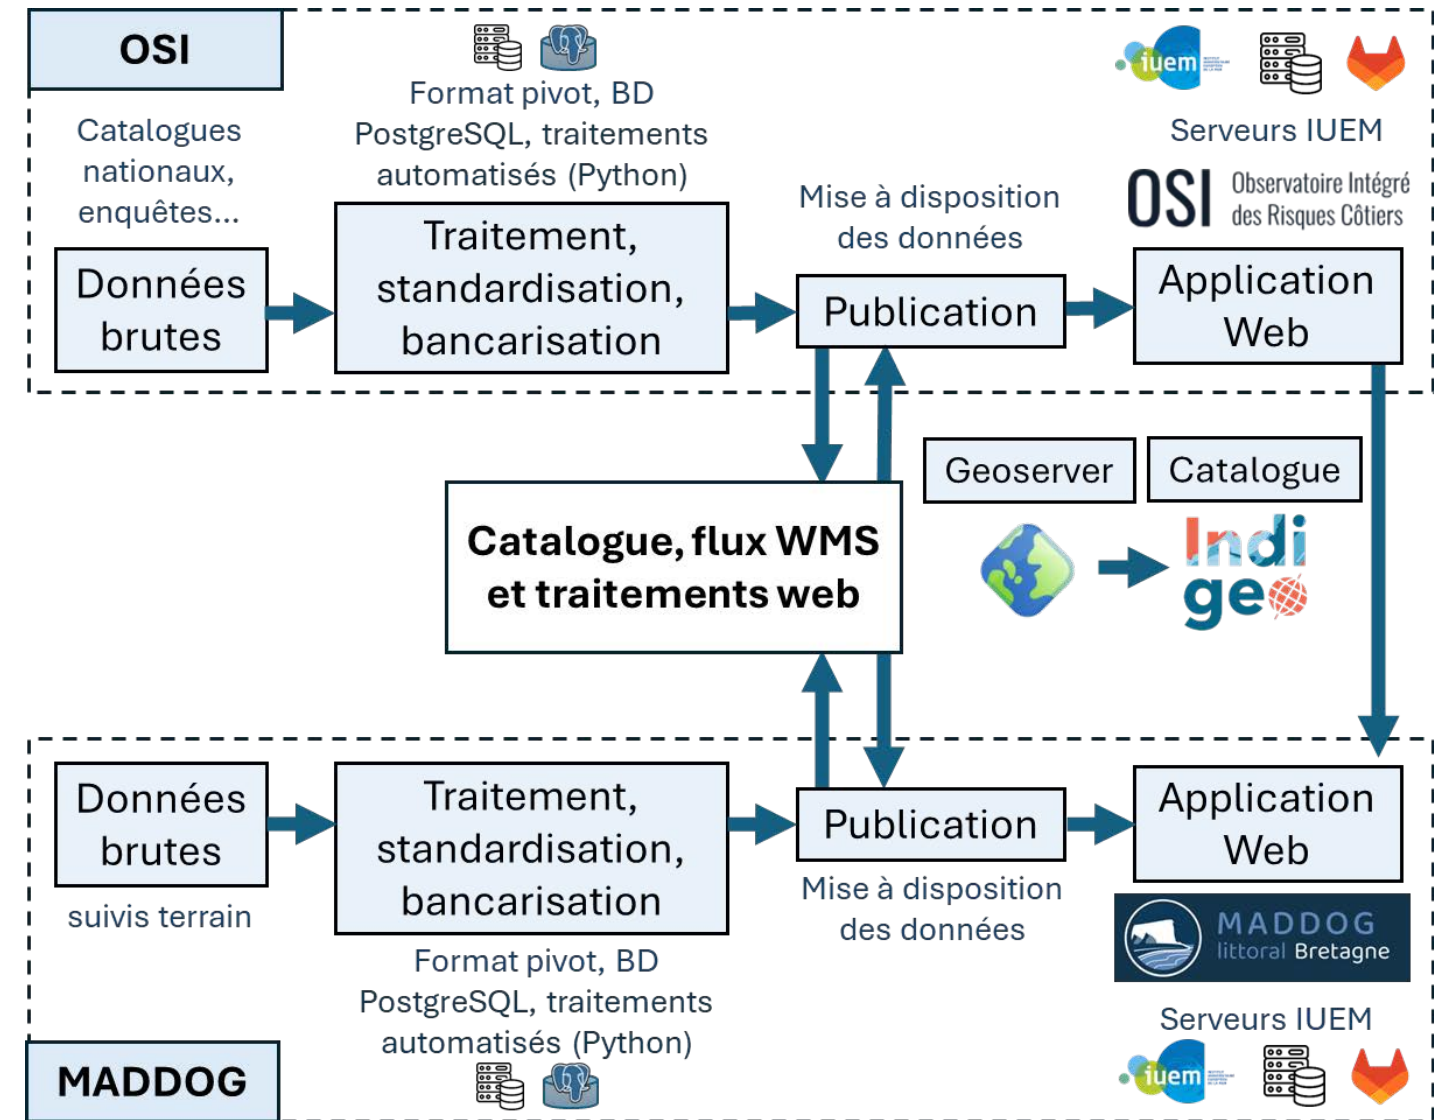 OSI
Catalogues
nationaux,
enquêtes...
Données
brutes
Format pivot, BD
PostgreSQL, traitements
automatisés (Python)
Traitement,
standardisation,
bancarisation
Mise à disposition
des données
Publication
iuem
Serveurs IUEM
OSI
Observatoire Intégré
des Risques Côtiers
Application
Web
Catalogue, flux WMS
et traitements web
Geoserver
Catalogue
Indi
geo
Données
brutes
suivis terrain
Traitement,
standardisation,
bancarisation
Format pivot, BD
PostgreSQL, traitements
automatisés (Python)
Publication
Mise à disposition
des données
Application
Web
MADDOG
littoral Bretagne
Serveurs IUEM
iuem
MADDOG